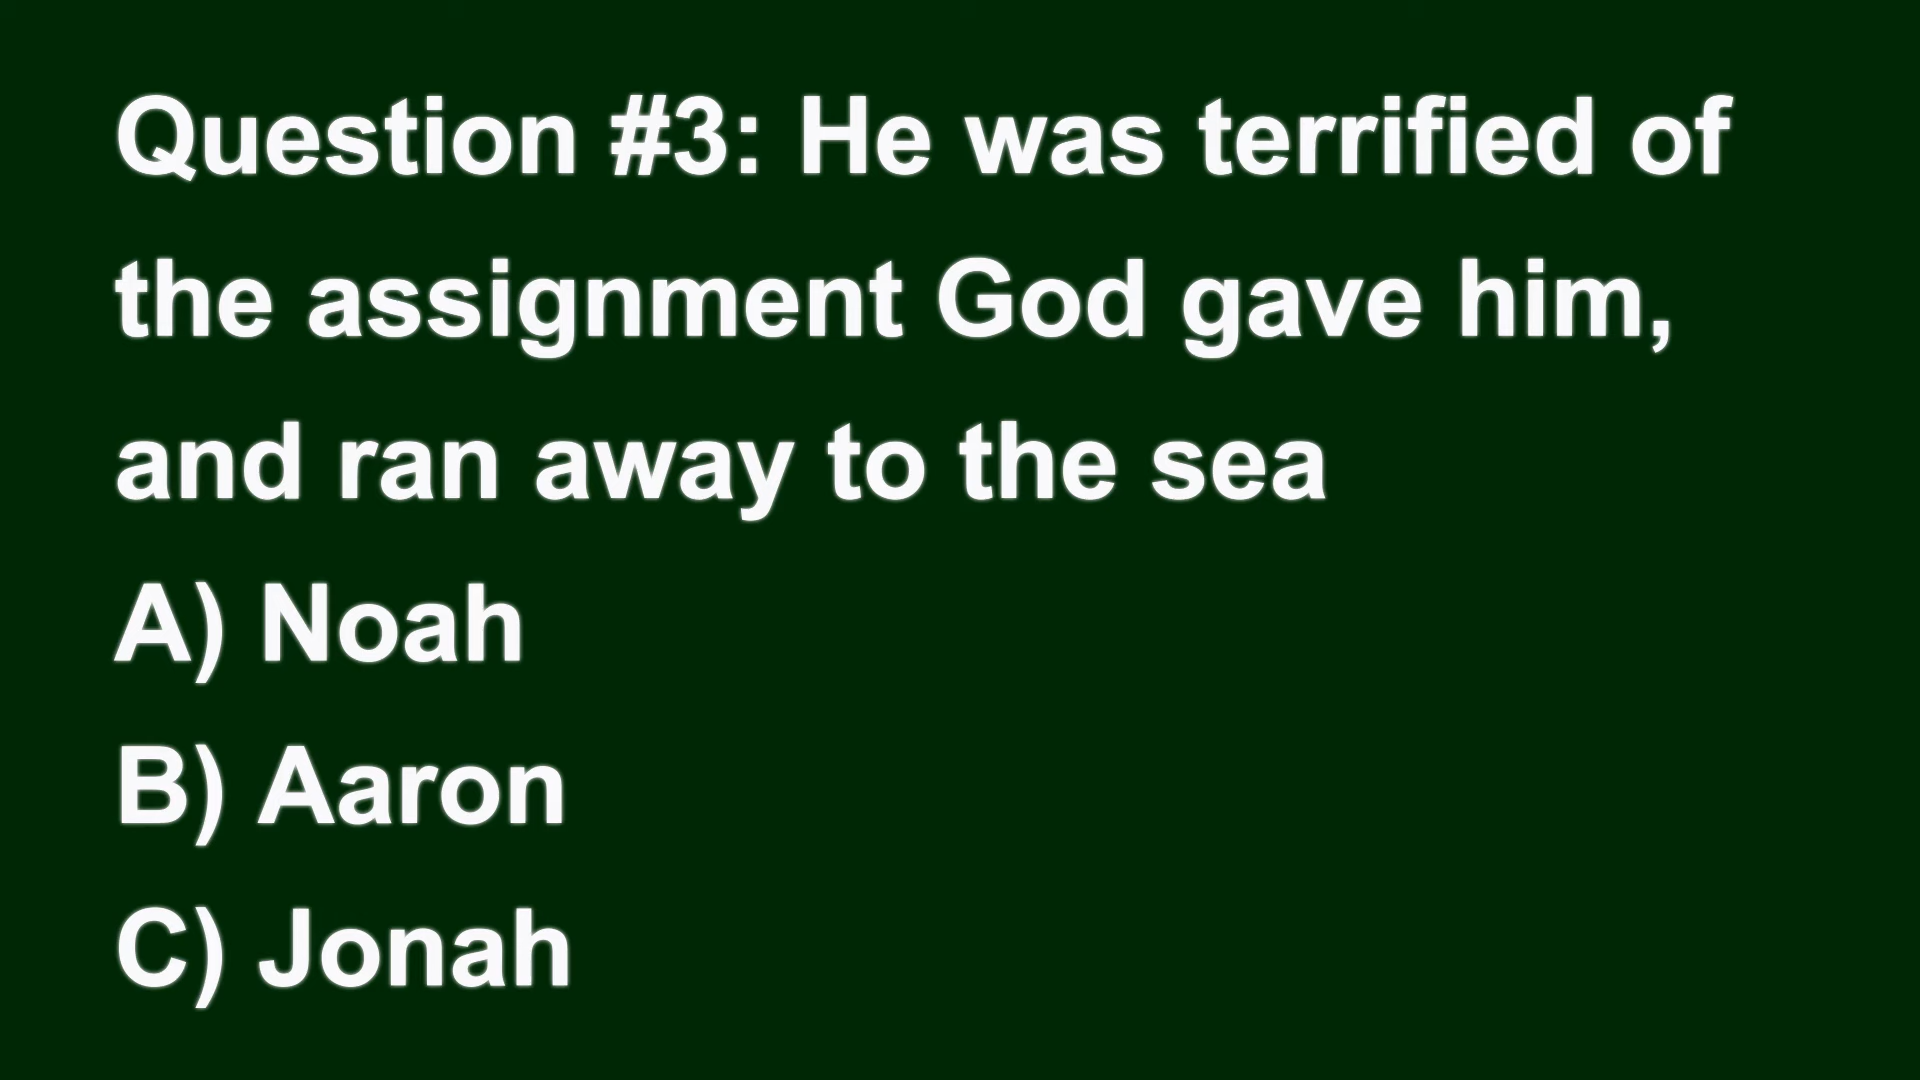 Question #3: He was terrified of
the assignment God gave him,
and ran away to the sea
A) Noah
B) Aaron
C) Jonah